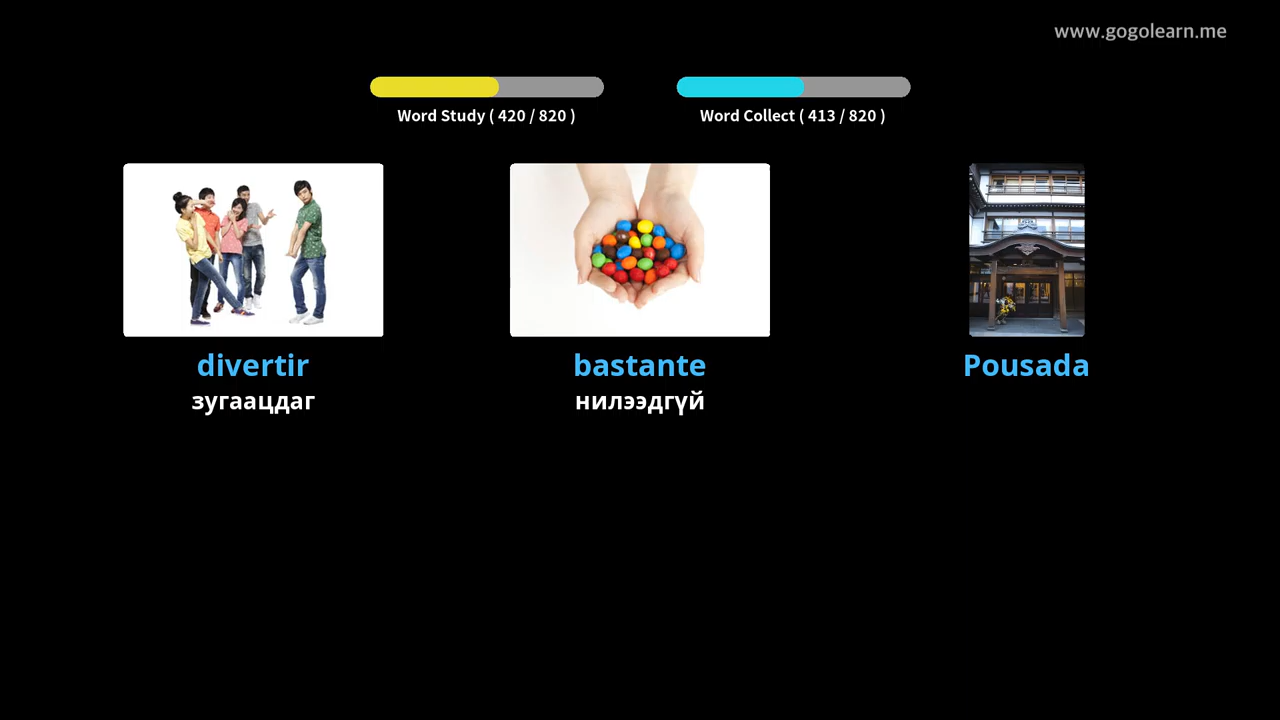 www.gogolearn.me
Word Study ( 420 / 820 )
Word Collect ( 413 / 820 )
divertir
bastante
Pousada
зугаацдаг
нилээдгүй